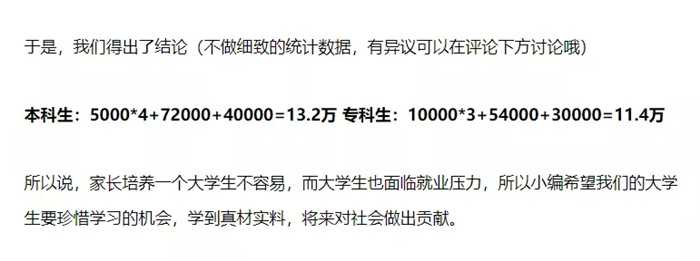 于是，我们得出了结论（不做细致的统计数据，有异议可以在评论下方讨论哦）
本科生：5000*4+72000+40000=13.2万 专科生：10000*3+54000+30000=11.4万
所以说，家长培养一个大学生不容易，而大学生也面临就业压力，所以小编希望我们的大学
生要珍惜学习的机会，学到真材实料，将来对社会做出贡献。